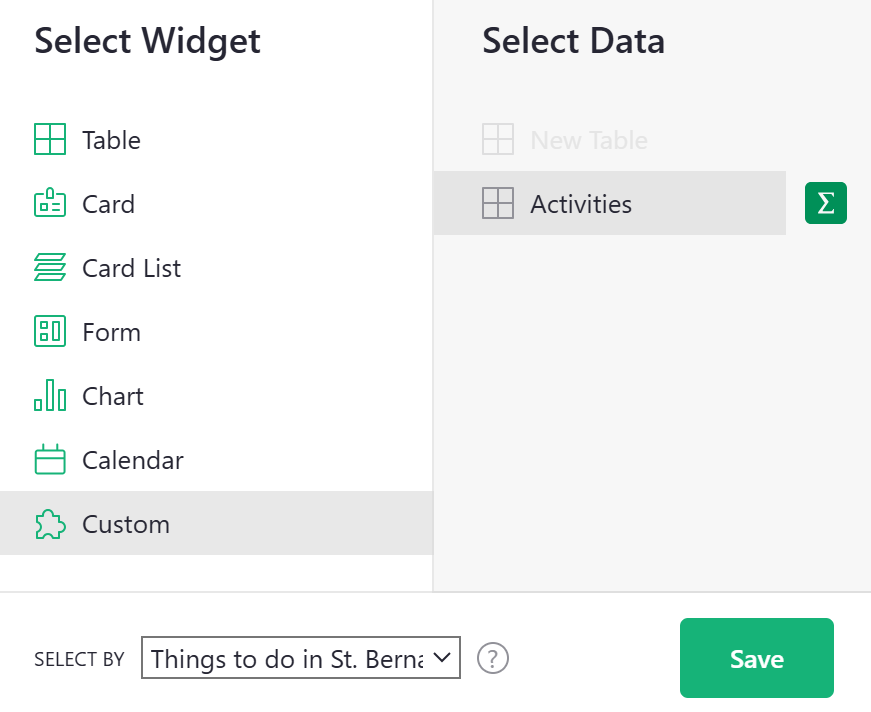 Select Widget
Table
Card
Card List
Form
Chart
Calendar
Custom
Select Data
New Table
Activities
Σ
SELECT BY
Things to do in St.
?
Save